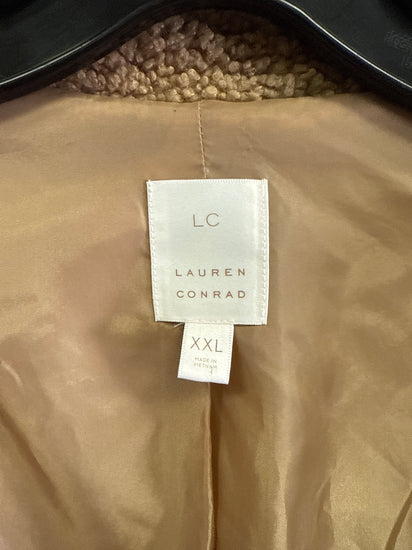 LC
LAUREN
CONRAD
XXL
MADE IN
VIETNAM